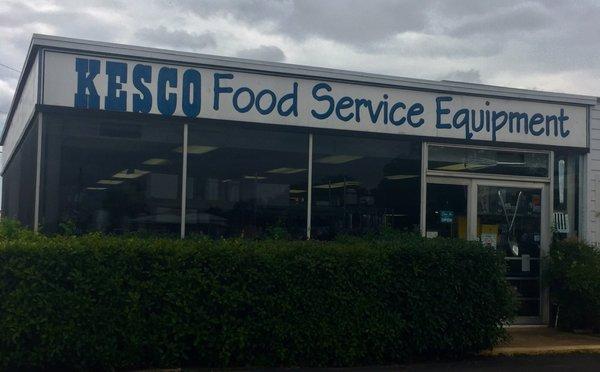 KESCO Food Service Equipment